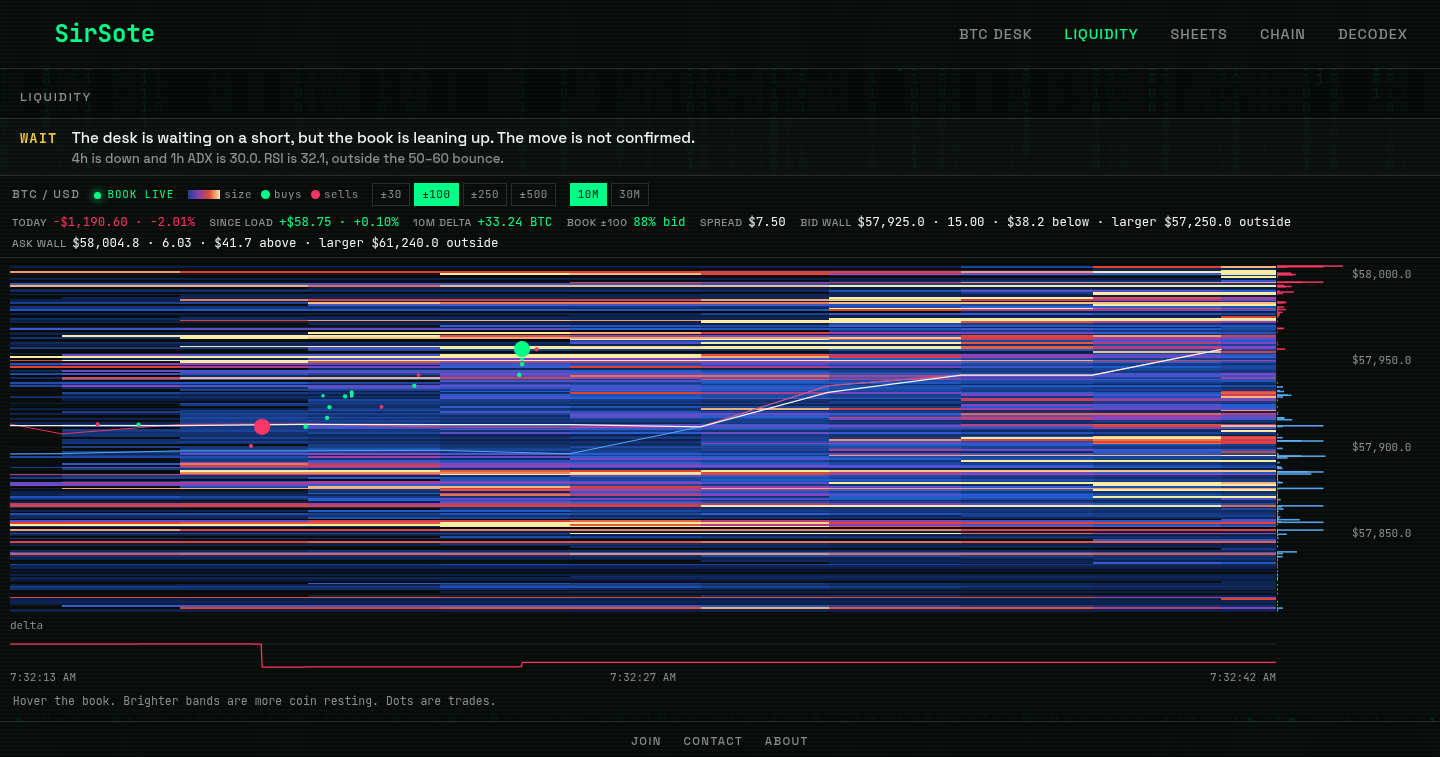 SirSote
BTC DESK LIQUIDITY SHEETS CHAIN DECODEX
LIQUIDITY
WAIT The desk is waiting on a short, but the book is leaning up. The move is not confirmed.
4h is down and 1h ADX is 30.0. RSI is 32.1, outside the 50–60 bounce.
BTC / USD BOOK LIVE size buys sells ±30 ±100 ±250 ±500 10M 30M
TODAY -$1,190.60 · -2.01% SINCE LOAD +$58.75 · +0.10% 10M DELTA +33.24 BTC BOOK ±100 88% bid SPREAD $7.50 BID WALL $57,925.0 · 15.00 · $38.2 below · larger $57,250.0 outside
ASK WALL $58,004.8 · 6.03 · $41.7 above · larger $61,240.0 outside
$58,000.0
$57,950.0
$57,900.0
$57,850.0
delta
7:32:13 AM 7:32:27 AM 7:32:42 AM
Hover the book. Brighter bands are more coin resting. Dots are trades.
JOIN CONTACT ABOUT